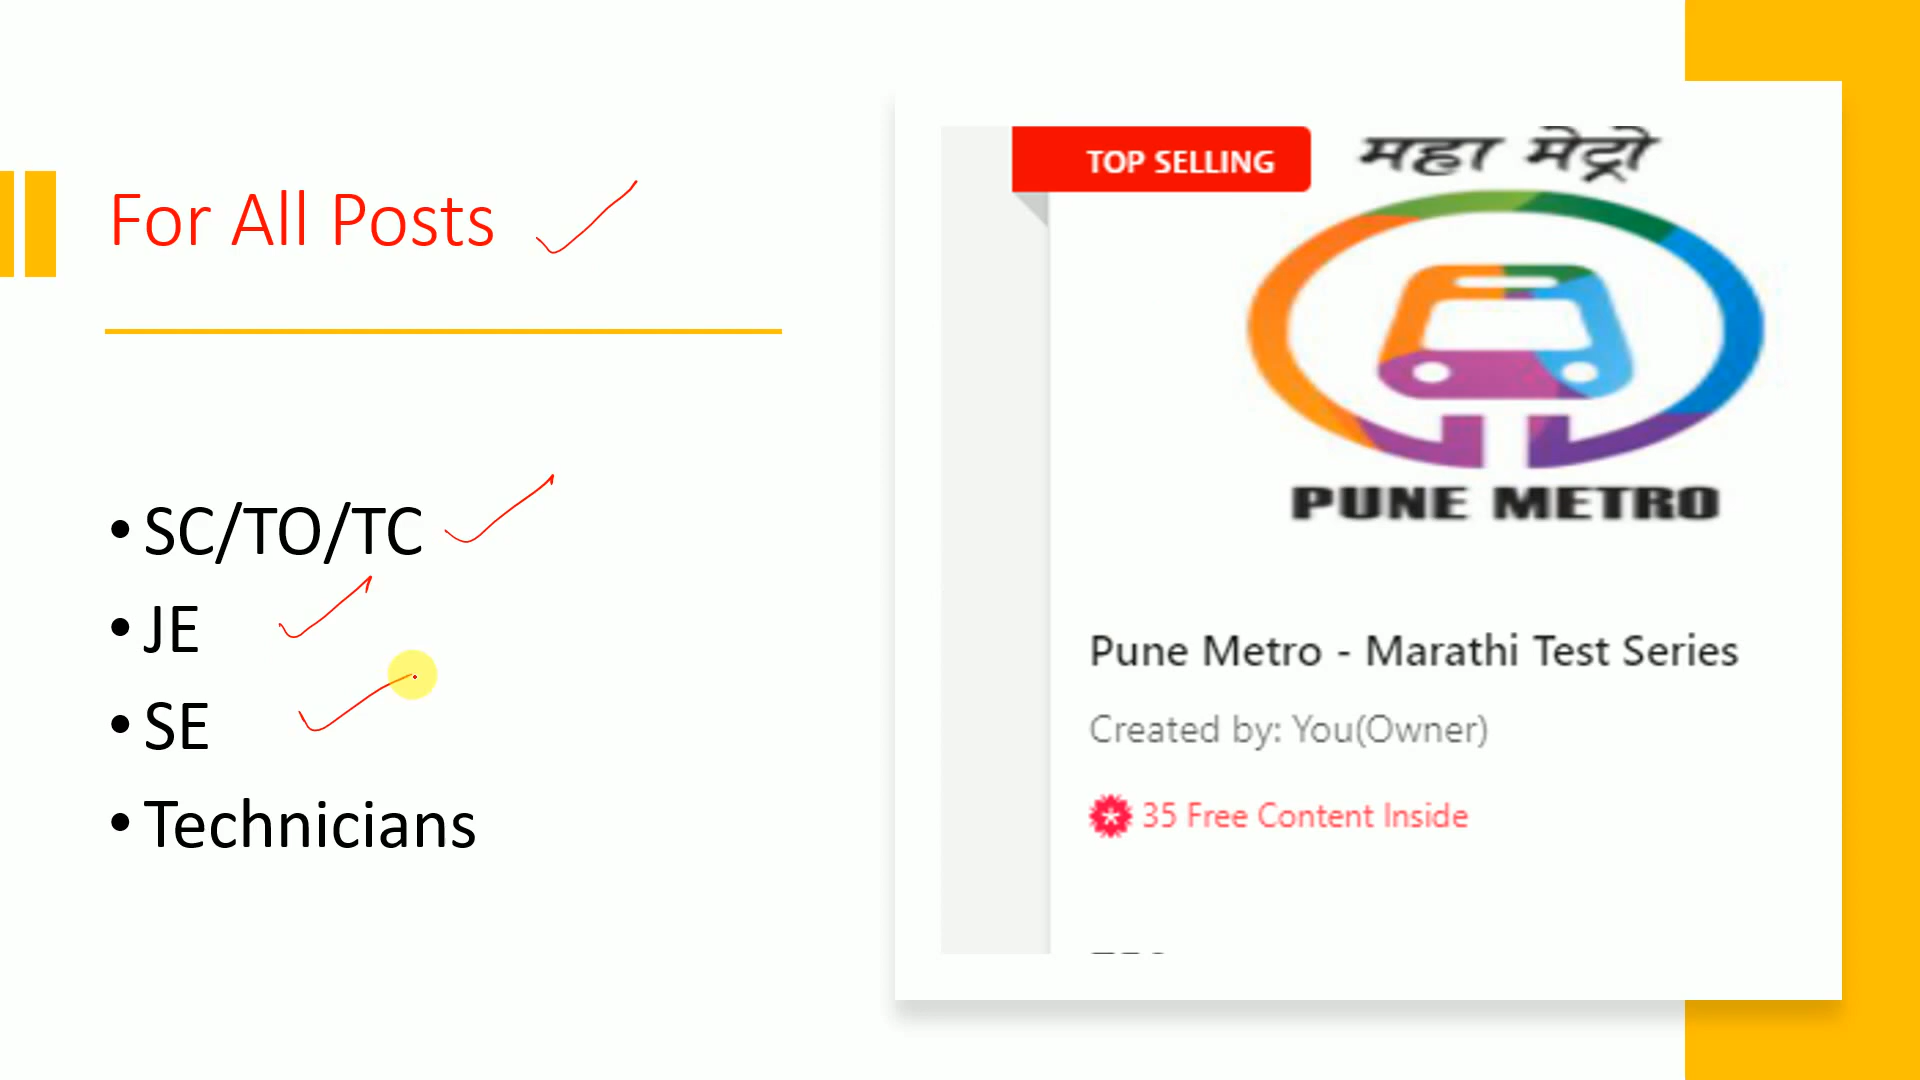 For All Posts
• SC/TO/TC
• JE
• SE
• Technicians
TOP SELLING
महा मेट्रो
PUNE METRO
Pune Metro - Marathi Test Series
Created by: You(Owner)
35 Free Content Inside